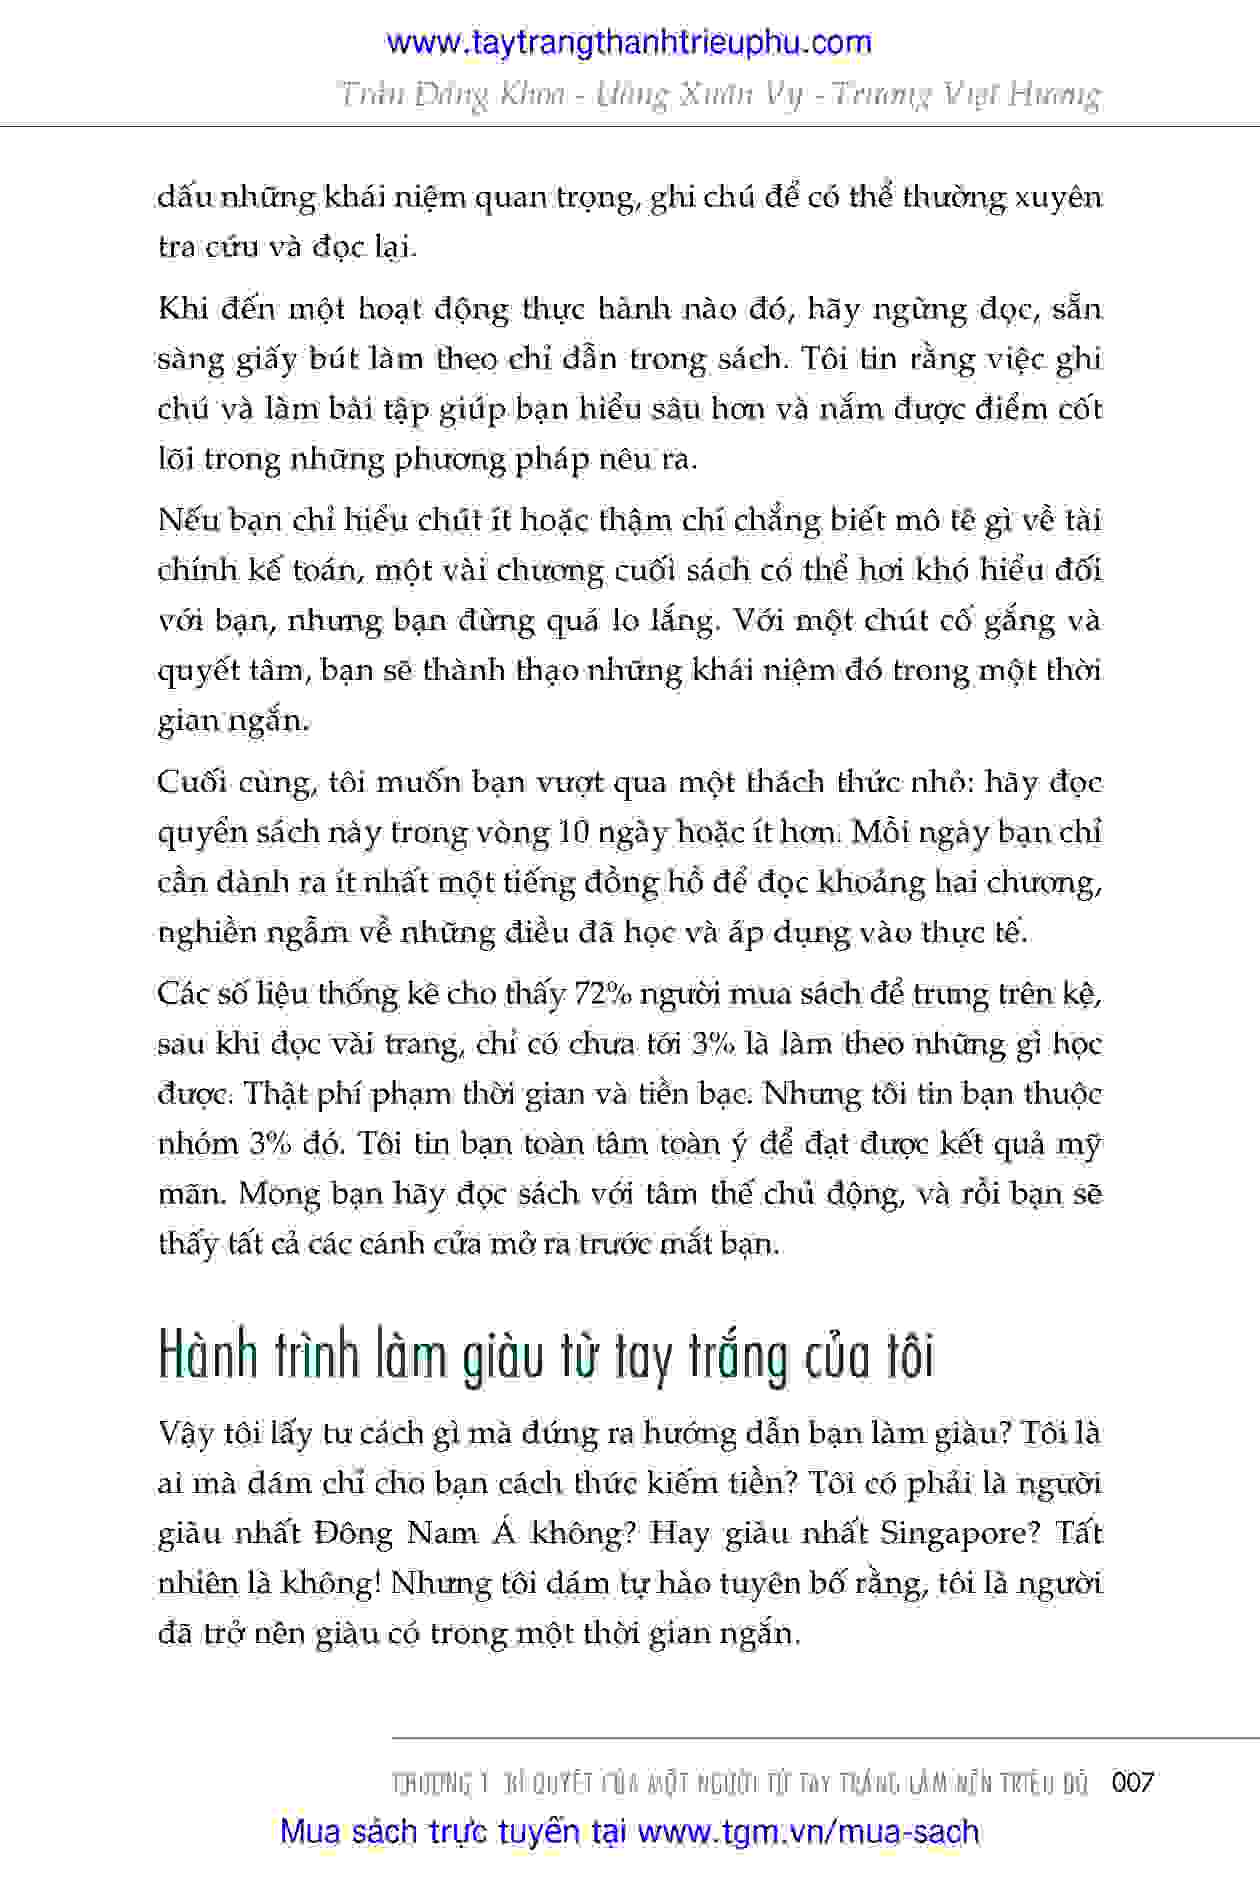 www.taytrangthanhtrieuphu.com
Trần Đăng Khoa - Uông Xuân Vy - Trương Việt Hương
dấu những khái niệm quan trọng, ghi chú để có thể thường xuyên
tra cứu và đọc lại.
Khi đến một hoạt động thực hành nào đó, hãy ngừng đọc, sẵn
sàng giấy bút làm theo chỉ dẫn trong sách. Tôi tin rằng việc ghi
chú và làm bài tập giúp bạn hiểu sâu hơn và nắm được điểm cốt
lõi trong những phương pháp nêu ra.
Nếu bạn chỉ hiểu chút ít hoặc thậm chí chẳng biết mô tê gì về tài
chính kế toán, một vài chương cuối sách có thể hơi khó hiểu đối
với bạn, nhưng bạn đừng quá lo lắng. Với một chút cố gắng và
quyết tâm, bạn sẽ thành thạo những khái niệm đó trong một thời
gian ngắn.
Cuối cùng, tôi muốn bạn vượt qua một thách thức nhỏ: hãy đọc
quyển sách này trong vòng 10 ngày hoặc ít hơn. Mỗi ngày bạn chỉ
cần dành ra ít nhất một tiếng đồng hồ để đọc khoảng hai chương,
nghiền ngẫm về những điều đã học và áp dụng vào thực tế.
Các số liệu thống kê cho thấy 72% người mua sách để trưng trên kệ,
sau khi đọc vài trang, chỉ có chưa tới 3% là làm theo những gì học
được. Thật phí phạm thời gian và tiền bạc. Nhưng tôi tin bạn thuộc
nhóm 3% đó. Tôi tin bạn toàn tâm toàn ý để đạt được kết quả mỹ
mãn. Mong bạn hãy đọc sách với tâm thế chủ động, và rồi bạn sẽ
thấy tất cả các cánh cửa mở ra trước mắt bạn.
Hành trình làm giàu từ tay trắng của tôi
Vậy tôi lấy tư cách gì mà đứng ra hướng dẫn bạn làm giàu? Tôi là
ai mà dám chỉ cho bạn cách thức kiếm tiền? Tôi có phải là người
giàu nhất Đông Nam Á không? Hay giàu nhất Singapore? Tất
nhiên là không! Nhưng tôi dám tự hào tuyên bố rằng, tôi là người
đã trở nên giàu có trong một thời gian ngắn.
CHƯƠNG 1 BÍ QUYẾT CỦA MỘT NGƯỜI TỪ TAY TRẮNG LÀM NÊN TRIỆU ĐÔ 007
Mua sách trực tuyến tại www.tgm.vn/mua-sach